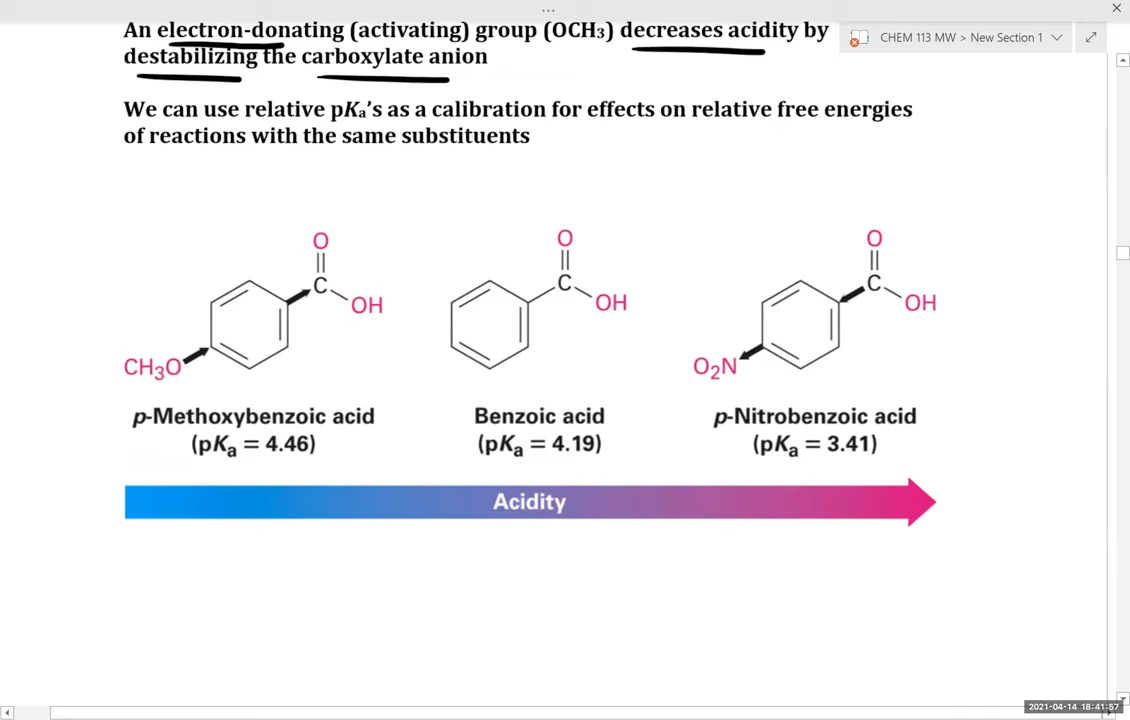 An electron-donating (activating) group (OCH₃) decreases acidity by
destabilizing the carboxylate anion
CHEM 113 MW > New Section 1
We can use relative pKₐ's as a calibration for effects on relative free energies
of reactions with the same substituents
O
C
OH
CH₃O
O
C
OH
O
C
OH
O₂N
p-Methoxybenzoic acid
(pKₐ = 4.46)
Benzoic acid
(pKₐ = 4.19)
p-Nitrobenzoic acid
(pKₐ = 3.41)
Acidity
2021-04-14 18:41:57